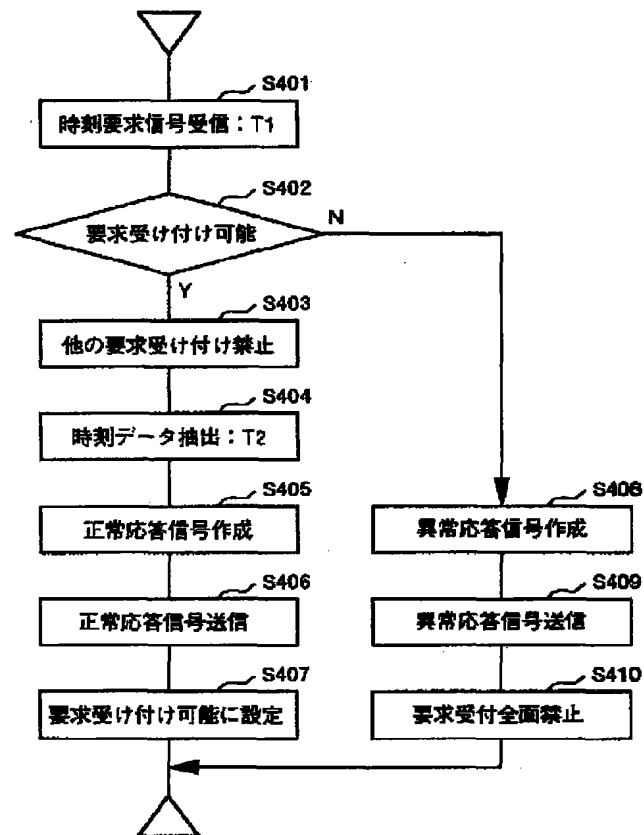 S401
時刻要求信号受信：T1
S402
要求受け付け可能
N
Y
S403
他の要求受け付け禁止
S404
時刻データ抽出：T2
S405
正常応答信号作成
S408
異常応答信号作成
S406
正常応答信号送信
S409
異常応答信号送信
S407
要求受け付け可能に設定
S410
要求受付全面禁止